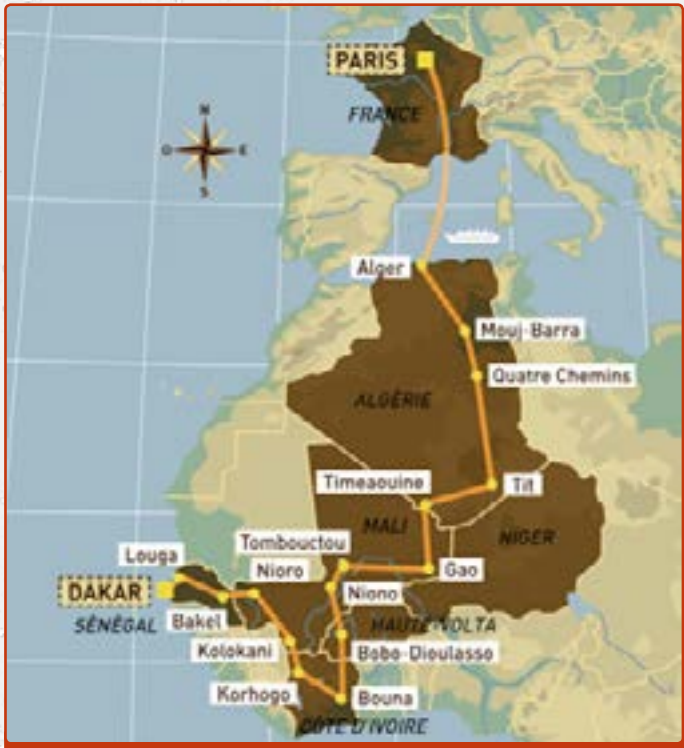 PARIS
FRANCE
N
O
E
S
Alger
Mouj-Barra
Quatre Chemins
ALGÉRIE
Timeaouine
Tit
MALI
NIGER
Tombouctou
Louga
Nioro
Gao
DAKAR
Niono
SÉNÉGAL
Bakel
HAUTE-VOLTA
Kolokani
Bobo-Dioulasso
Korhogo
Bouna
CÔTE D'IVOIRE